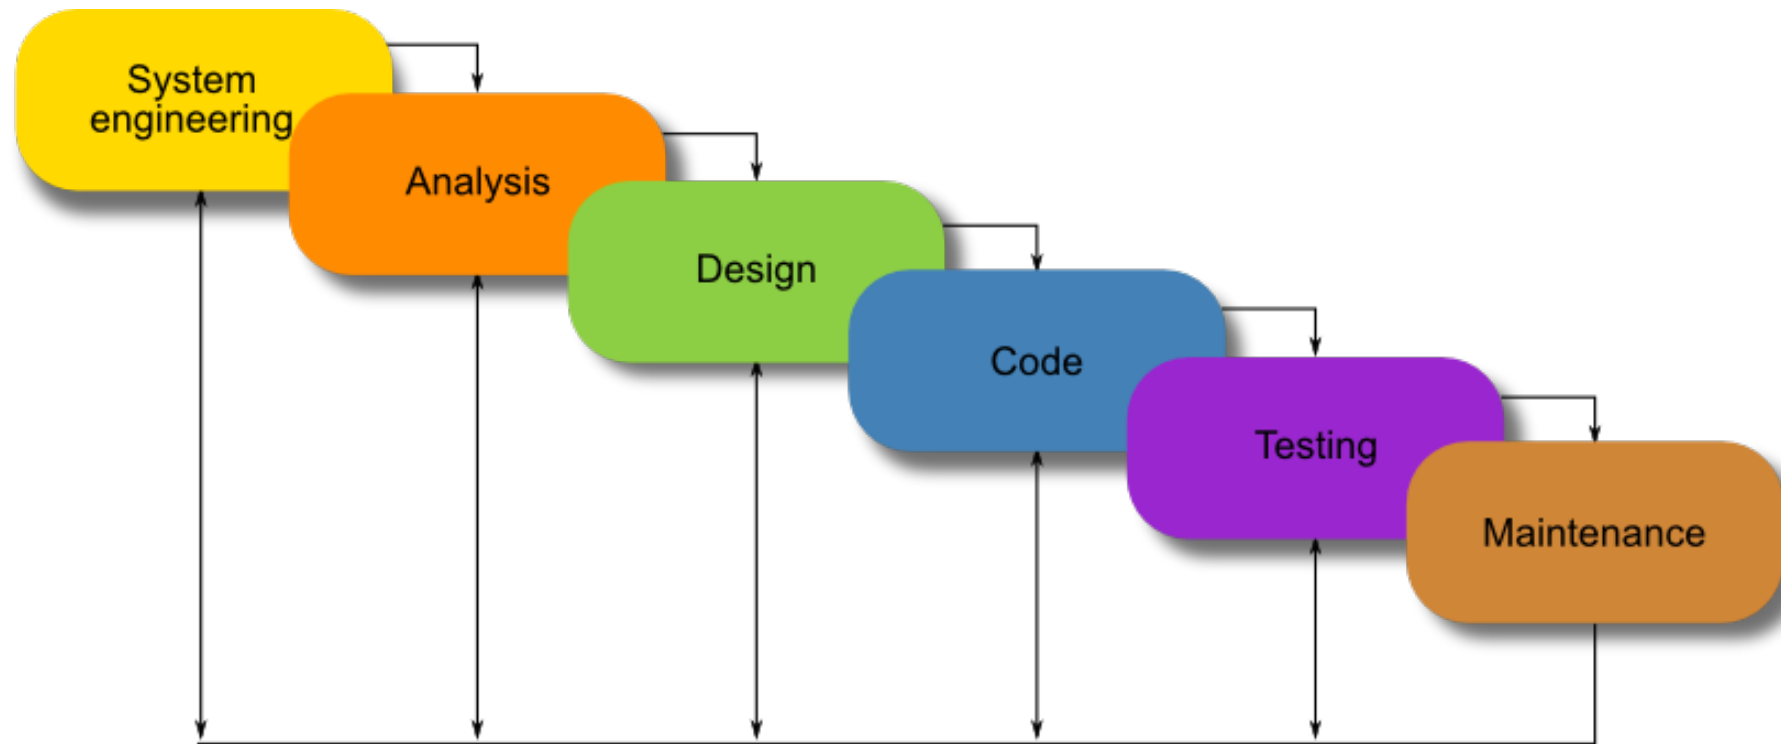 System
engineering
Analysis
Design
Code
Testing
Maintenance